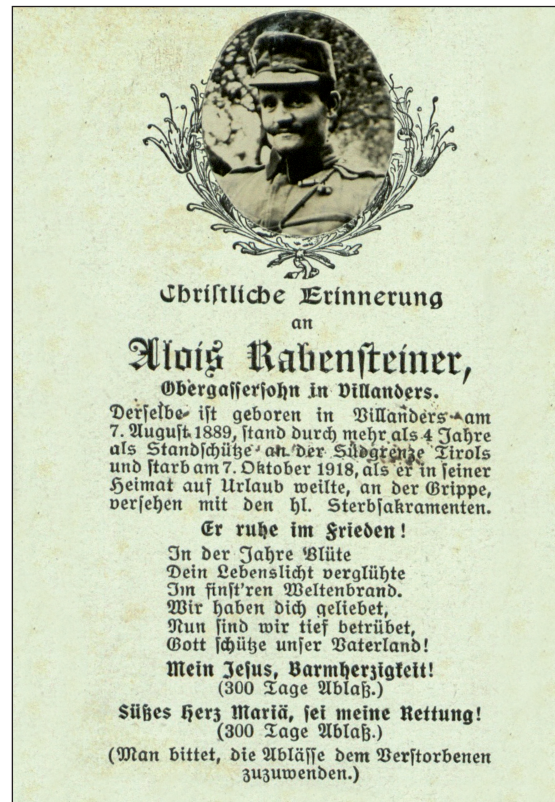 Christliche Erinnerung
an
Alois Rabensteiner,
Obergassersohn in Villanders.
Derselbe ist geboren in Villanders am
7. August 1889, stand durch mehr als 4 Jahre
als Standschütze an der Südgrenze Tirols
und starb am 7. Oktober 1918, als er in seiner
Heimat auf Urlaub weilte, an der Grippe,
versehen mit den hl. Sterbsakramenten.
Er ruhe im Frieden!
In der Jahre Blüte
Dein Lebenslicht verglühte
Im finst'ren Weltenbrand.
Wir haben dich geliebet,
Nun sind wir tief betrübet,
Gott schütze unser Vaterland!
Mein Jesus, Barmherzigkeit!
(300 Tage Ablaß.)
Süßes Herz Mariä, sei meine Rettung!
(300 Tage Ablaß.)
(Man bittet, die Ablässe dem Verstorbenen
zuzuwenden.)